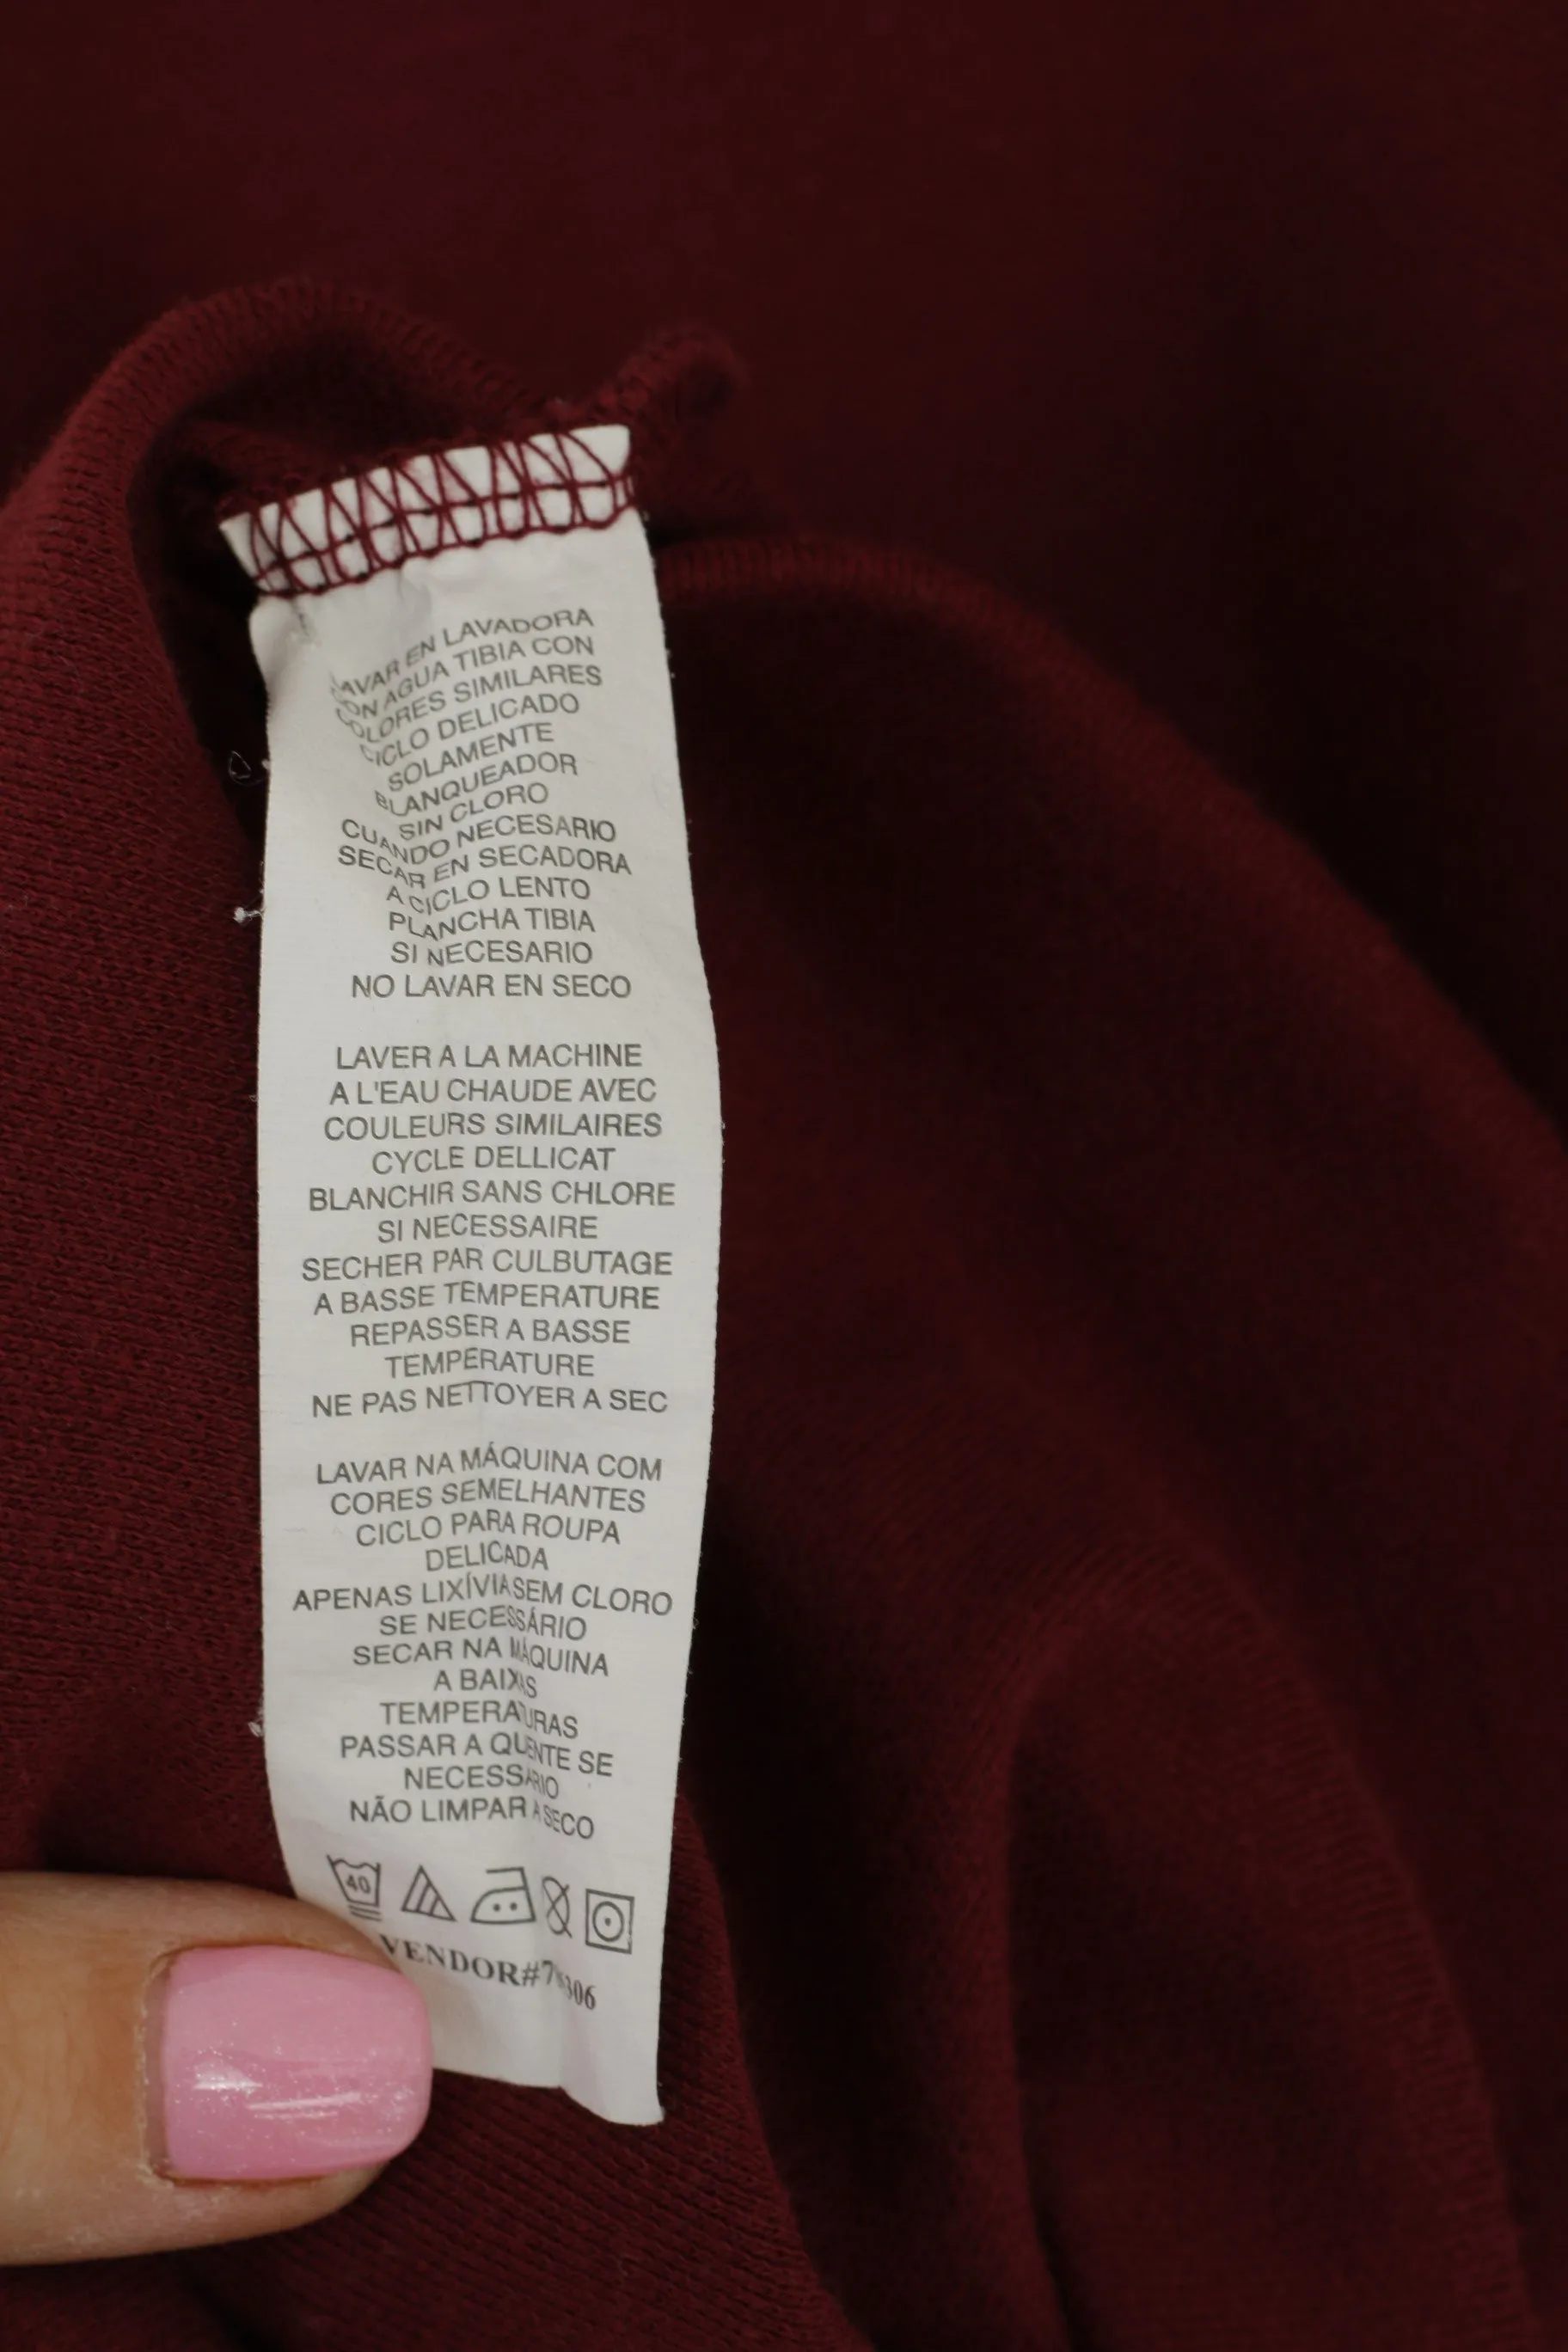 LAVAR EN LAVADORA
CON AGUA TIBIA CON
COLORES SIMILARES
CICLO DELICADO
SOLAMENTE
BLANQUEADOR
SIN CLORO
CUANDO NECESARIO
SECAR EN SECADORA
A CICLO LENTO
PLANCHA TIBIA
SI NECESARIO
NO LAVAR EN SECO
LAVER A LA MACHINE
A L'EAU CHAUDE AVEC
COULEURS SIMILAIRES
CYCLE DELLICAT
BLANCHIR SANS CHLORE
SI NECESSAIRE
SECHER PAR CULBUTAGE
A BASSE TEMPERATURE
REPASSER A BASSE
TEMPERATURE
NE PAS NETTOYER A SEC
LAVAR NA MÁQUINA COM
CORES SEMELHANTES
CICLO PARA ROUPA
DELICADA
APENAS LIXÍVIA SEM CLORO
SE NECESSÁRIO
SECAR NA MÁQUINA
A BAIXAS
TEMPERATURAS
PASSAR A QUENTE SE
NECESSARIO
NÃO LIMPAR A SECO
40